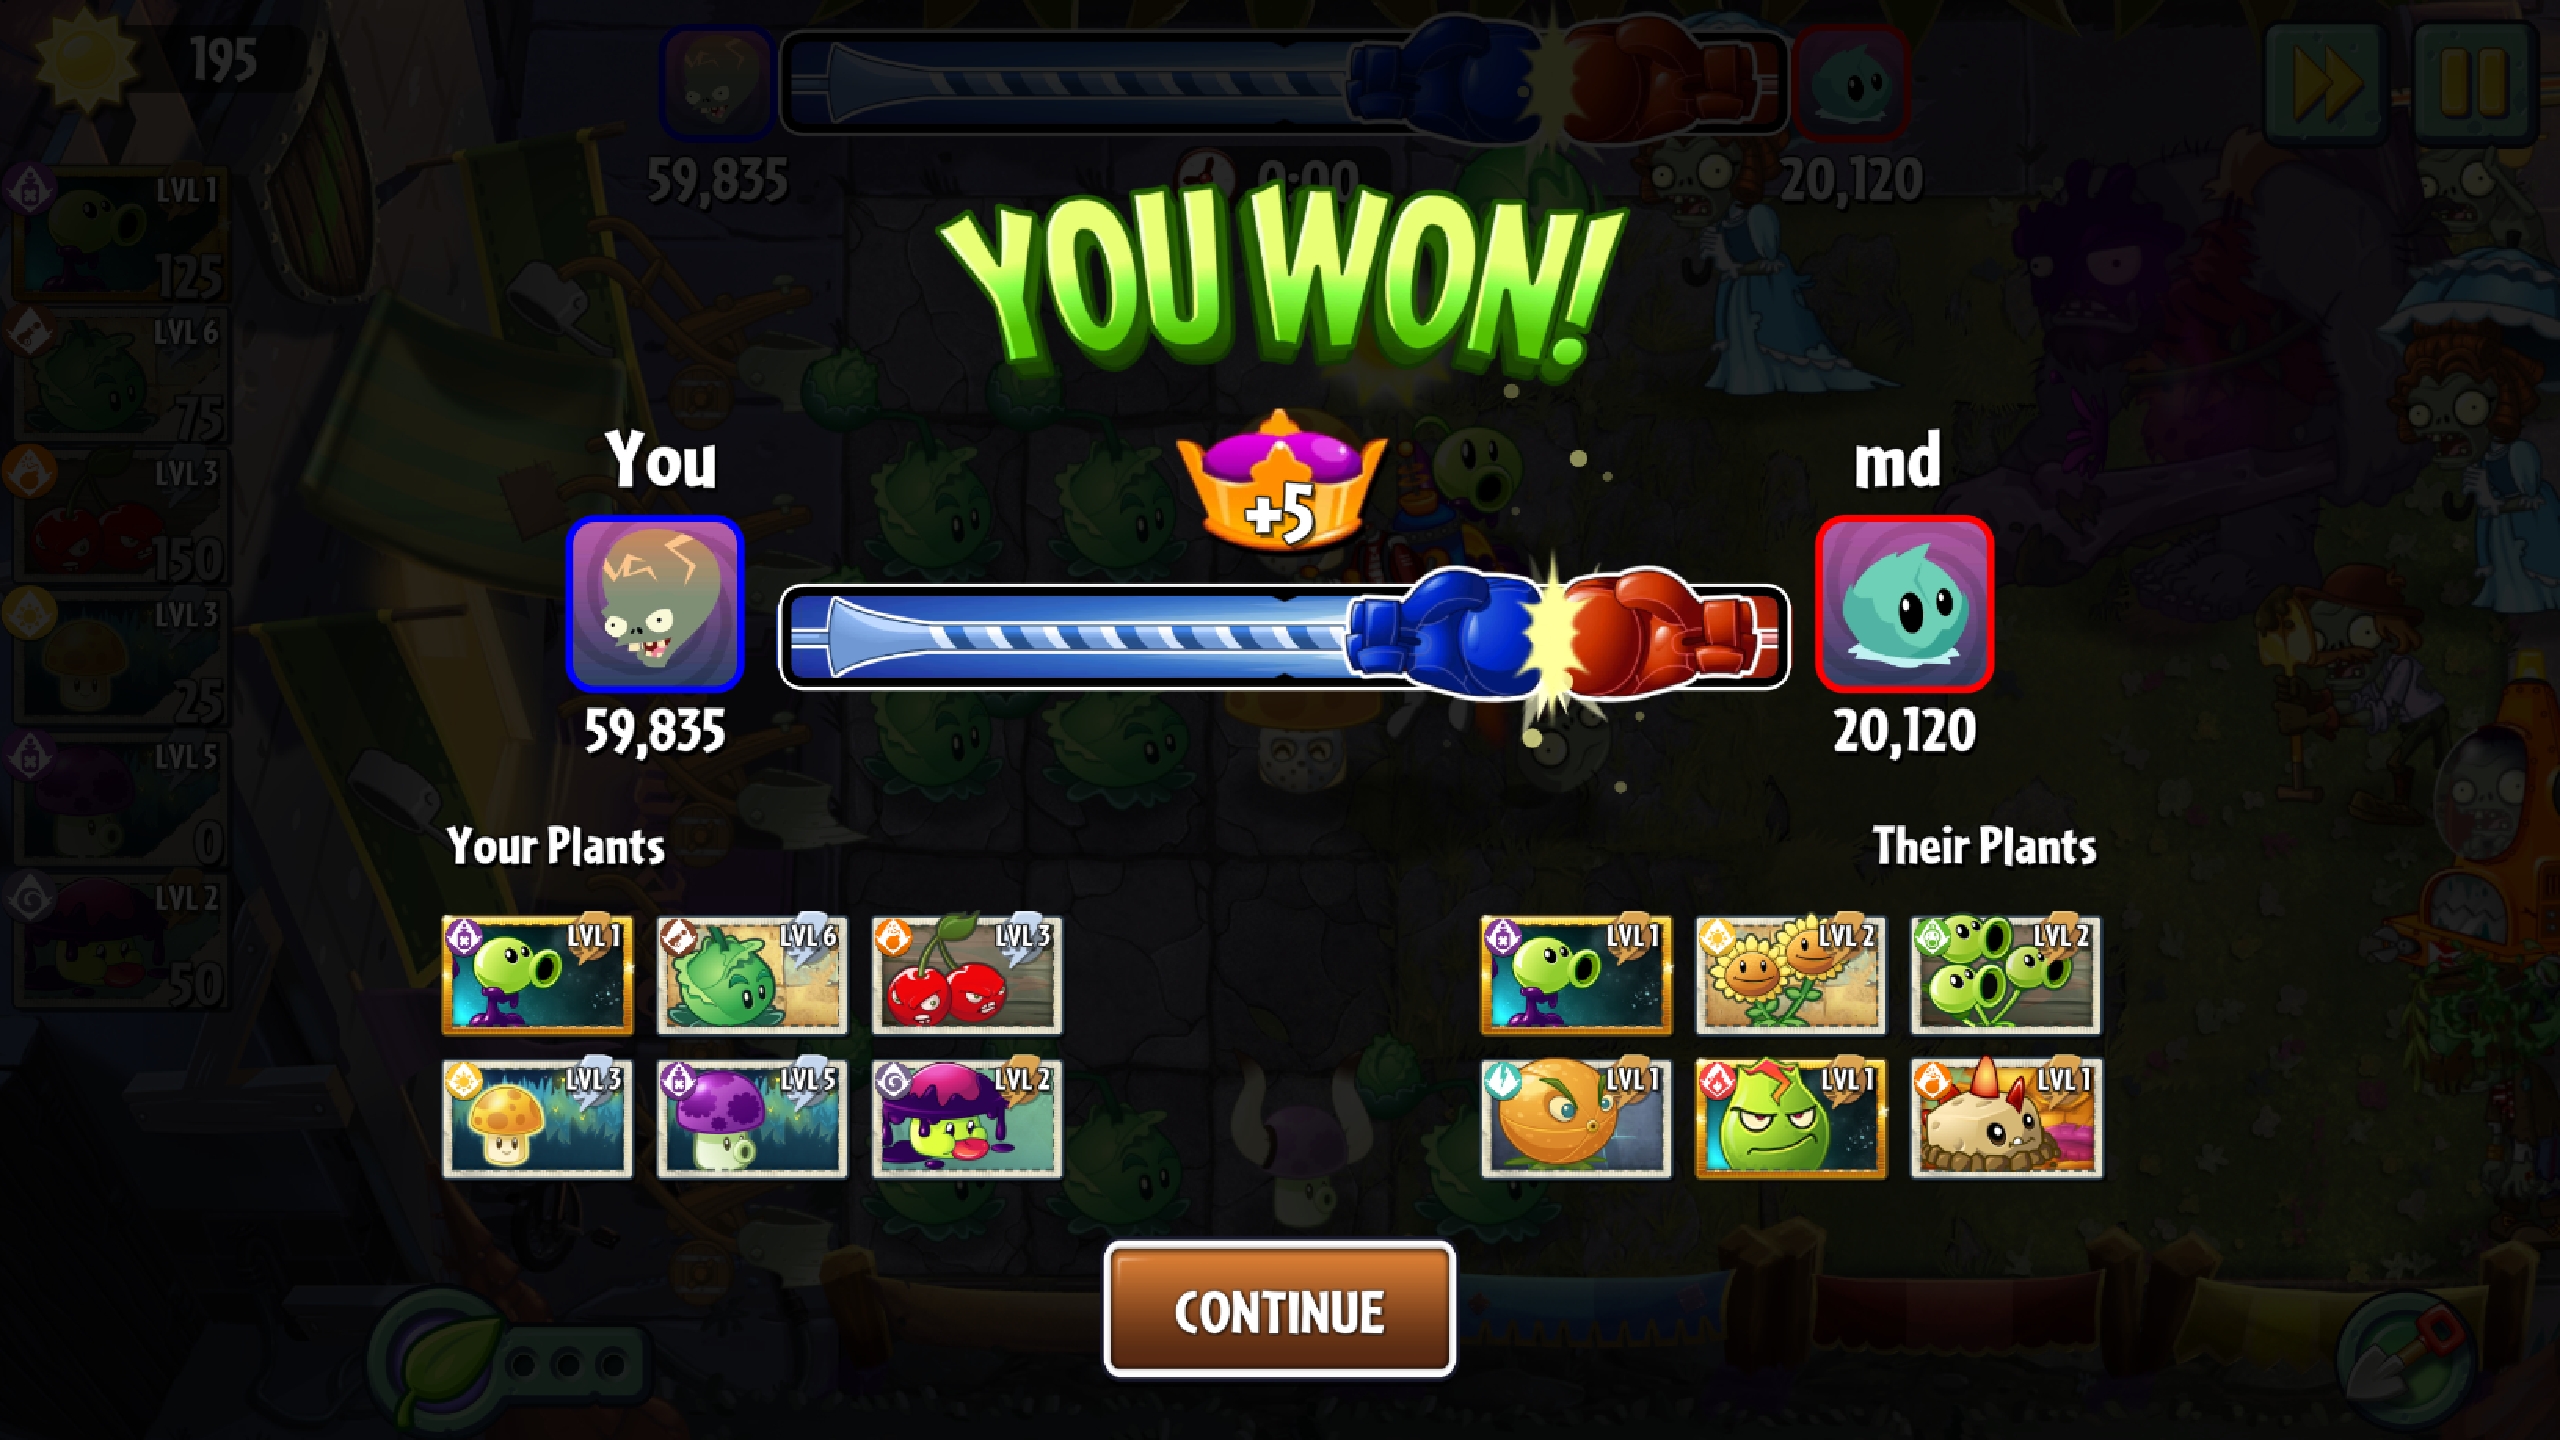 195
59,835
0:00
20,120
LVL 1
125
LVL 6
75
LVL 3
150
LVL 3
25
LVL 5
0
LVL 2
50
YOU WON!
+5
You
md
59,835
20,120
Your Plants
Their Plants
LVL 1 LVL 6 LVL 3
LVL 1 LVL 2 LVL 2
LVL 3 LVL 5 LVL 2
LVL 1 LVL 1 LVL 1
CONTINUE